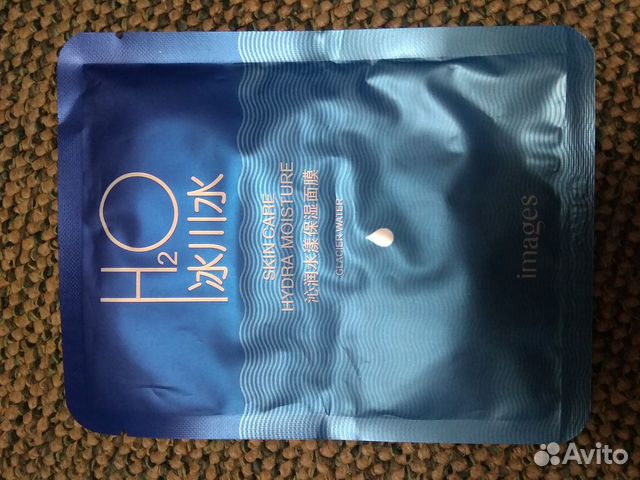 H₂O
冰川水
SKIN CARE
HYDRA MOISTURE
沁润水漾保湿面膜
GLACIER WATER
images
Avito